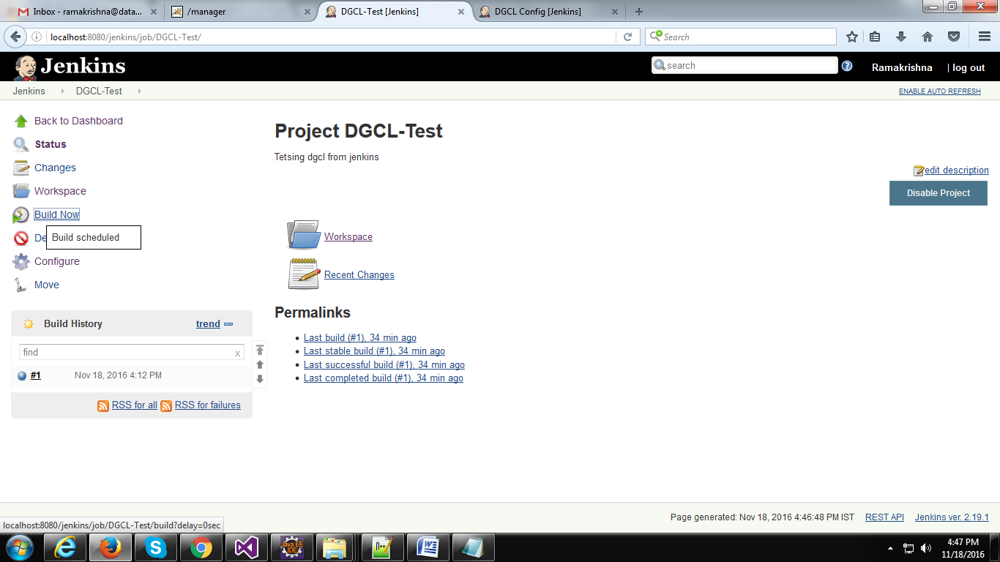 Inbox - ramakrishna@data...
/manager
DGCL-Test [Jenkins]
DGCL Config [Jenkins]
localhost:8080/jenkins/job/DGCL-Test/
Search
Jenkins
search
Ramakrishna
| log out
Jenkins
DGCL-Test
ENABLE AUTO REFRESH
Back to Dashboard
Status
Changes
Workspace
Build Now
De
Build scheduled
Configure
Move
Build History
trend
find
x
#1
Nov 18, 2016 4:12 PM
RSS for all
RSS for failures
Project DGCL-Test
Tetsing dgcl from jenkins
edit description
Disable Project
Workspace
Recent Changes
Permalinks
Last build (#1), 34 min ago
Last stable build (#1), 34 min ago
Last successful build (#1), 34 min ago
Last completed build (#1), 34 min ago
Page generated: Nov 18, 2016 4:46:48 PM IST
REST API
Jenkins ver. 2.19.1
localhost:8080/jenkins/job/DGCL-Test/build?delay=0sec
Java EE
IDE
4:47 PM
11/18/2016